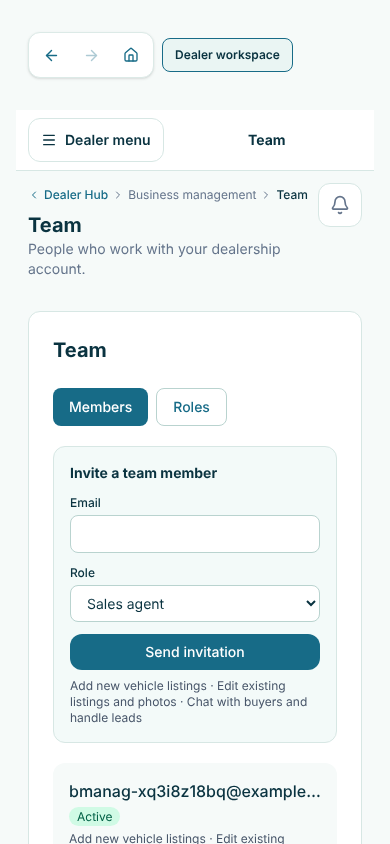 Dealer workspace
Dealer menu
Team
Dealer Hub
Business management
Team
Team
People who work with your dealership
account.
Team
Members
Roles
Invite a team member
Email
Role
Sales agent
Send invitation
Add new vehicle listings · Edit existing
listings and photos · Chat with buyers and
handle leads
bmanag-xq3i8z18bq@example...
Active
Add new vehicle listings · Edit existing